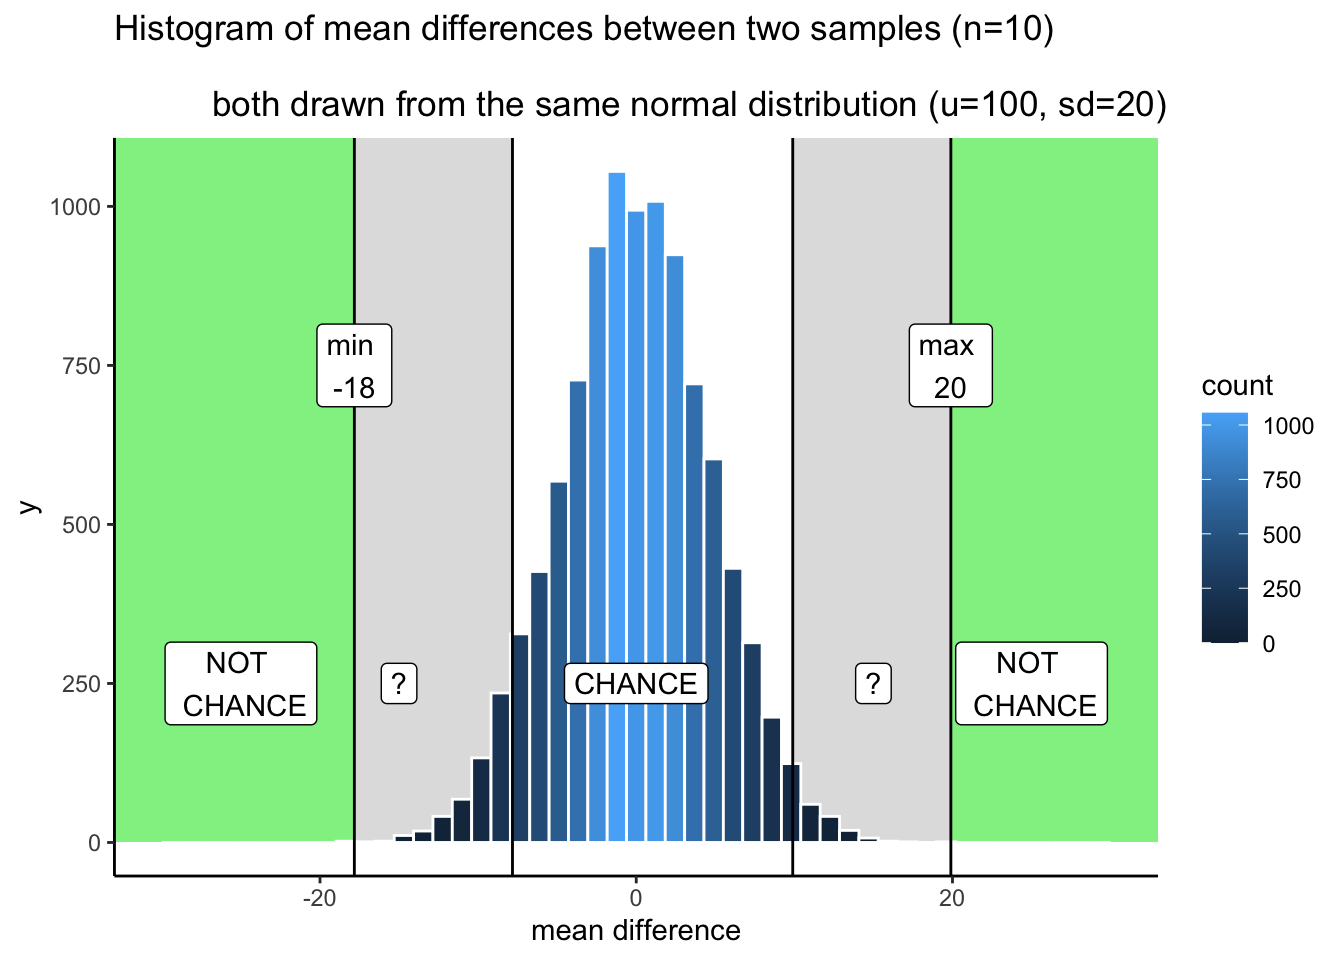 Histogram of mean differences between two samples (n=10)
both drawn from the same normal distribution (u=100, sd=20)
1000
750
500
250
0
y
min
-18
max
20
NOT
CHANCE
?
CHANCE
?
NOT
CHANCE
-20
0
20
mean difference
count
1000
750
500
250
0